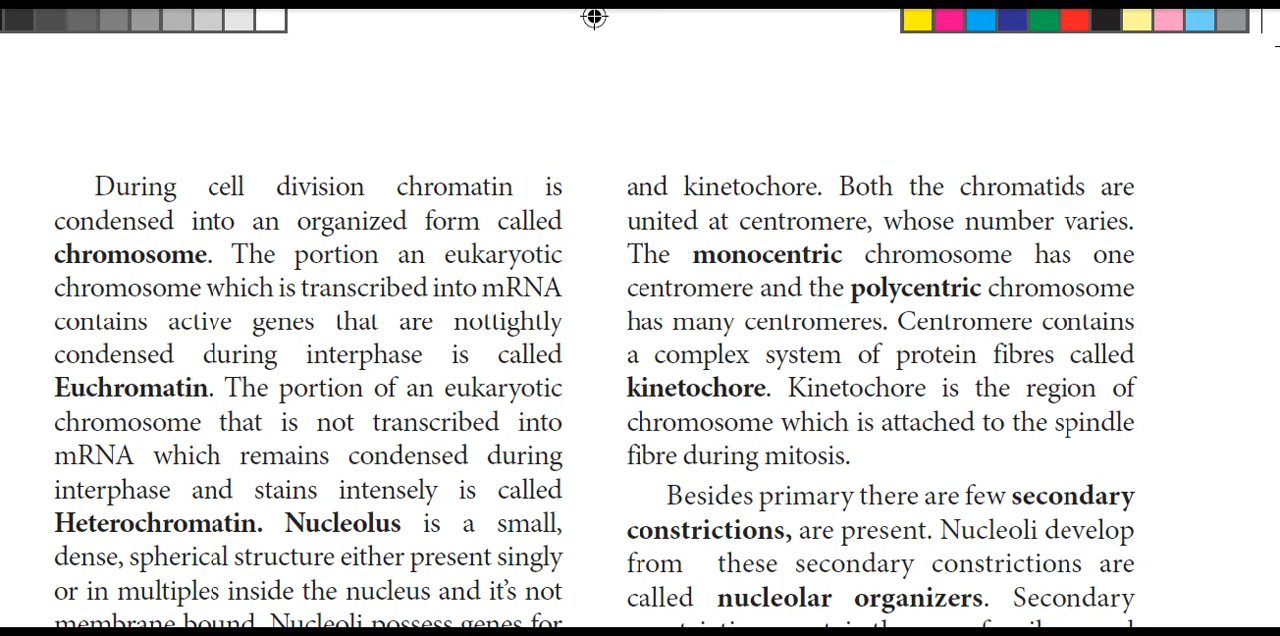 During cell division chromatin is
condensed into an organized form called
chromosome. The portion an eukaryotic
chromosome which is transcribed into mRNA
contains active genes that are nottightly
condensed during interphase is called
Euchromatin. The portion of an eukaryotic
chromosome that is not transcribed into
mRNA which remains condensed during
interphase and stains intensely is called
Heterochromatin. Nucleolus is a small,
dense, spherical structure either present singly
or in multiples inside the nucleus and it's not
membrane bound. Nucleoli possess genes for
and kinetochore. Both the chromatids are
united at centromere, whose number varies.
The monocentric chromosome has one
centromere and the polycentric chromosome
has many centromeres. Centromere contains
a complex system of protein fibres called
kinetochore. Kinetochore is the region of
chromosome which is attached to the spindle
fibre during mitosis.
Besides primary there are few secondary
constrictions, are present. Nucleoli develop
from these secondary constrictions are
called nucleolar organizers. Secondary